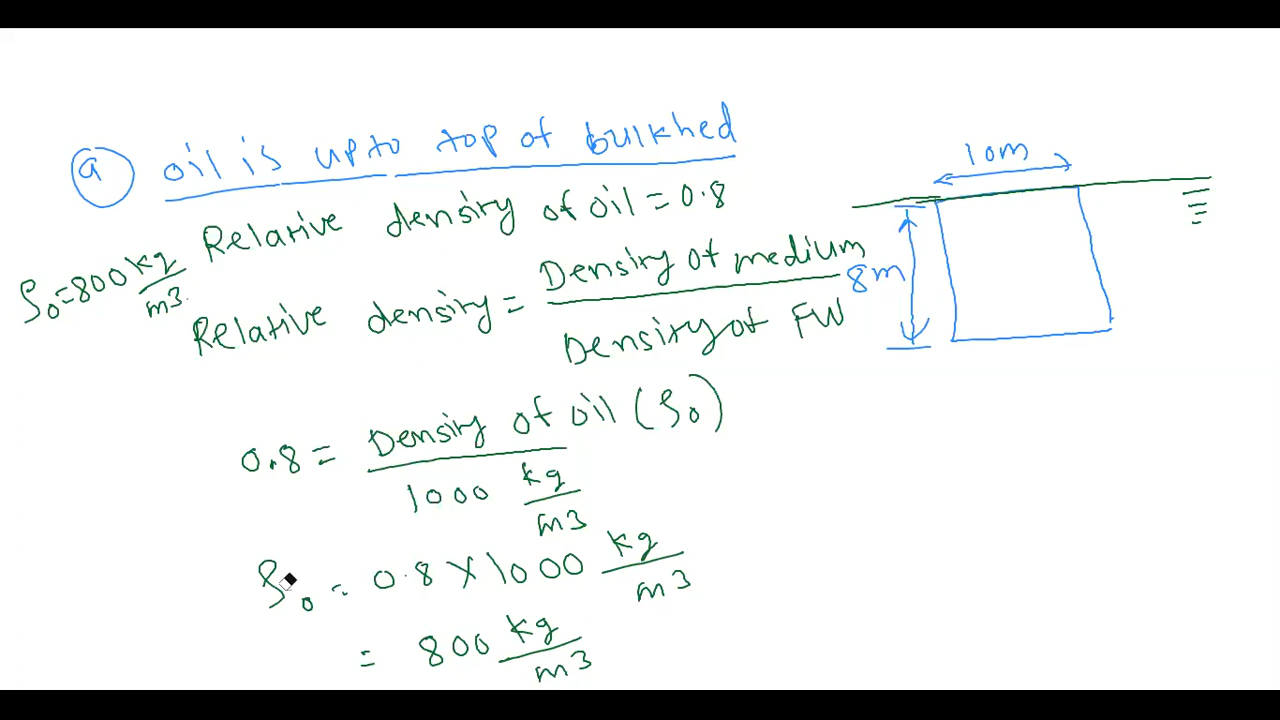 a oil is upto top of bulkhed
Relative density of oil = 0.8
ρo=800 kg/m3
Relative density = Density of medium / Density of FW
0.8 = Density of oil (ρo) / 1000 kg/m3
ρo = 0.8 X 1000 kg/m3
= 800 kg/m3
10m
8m